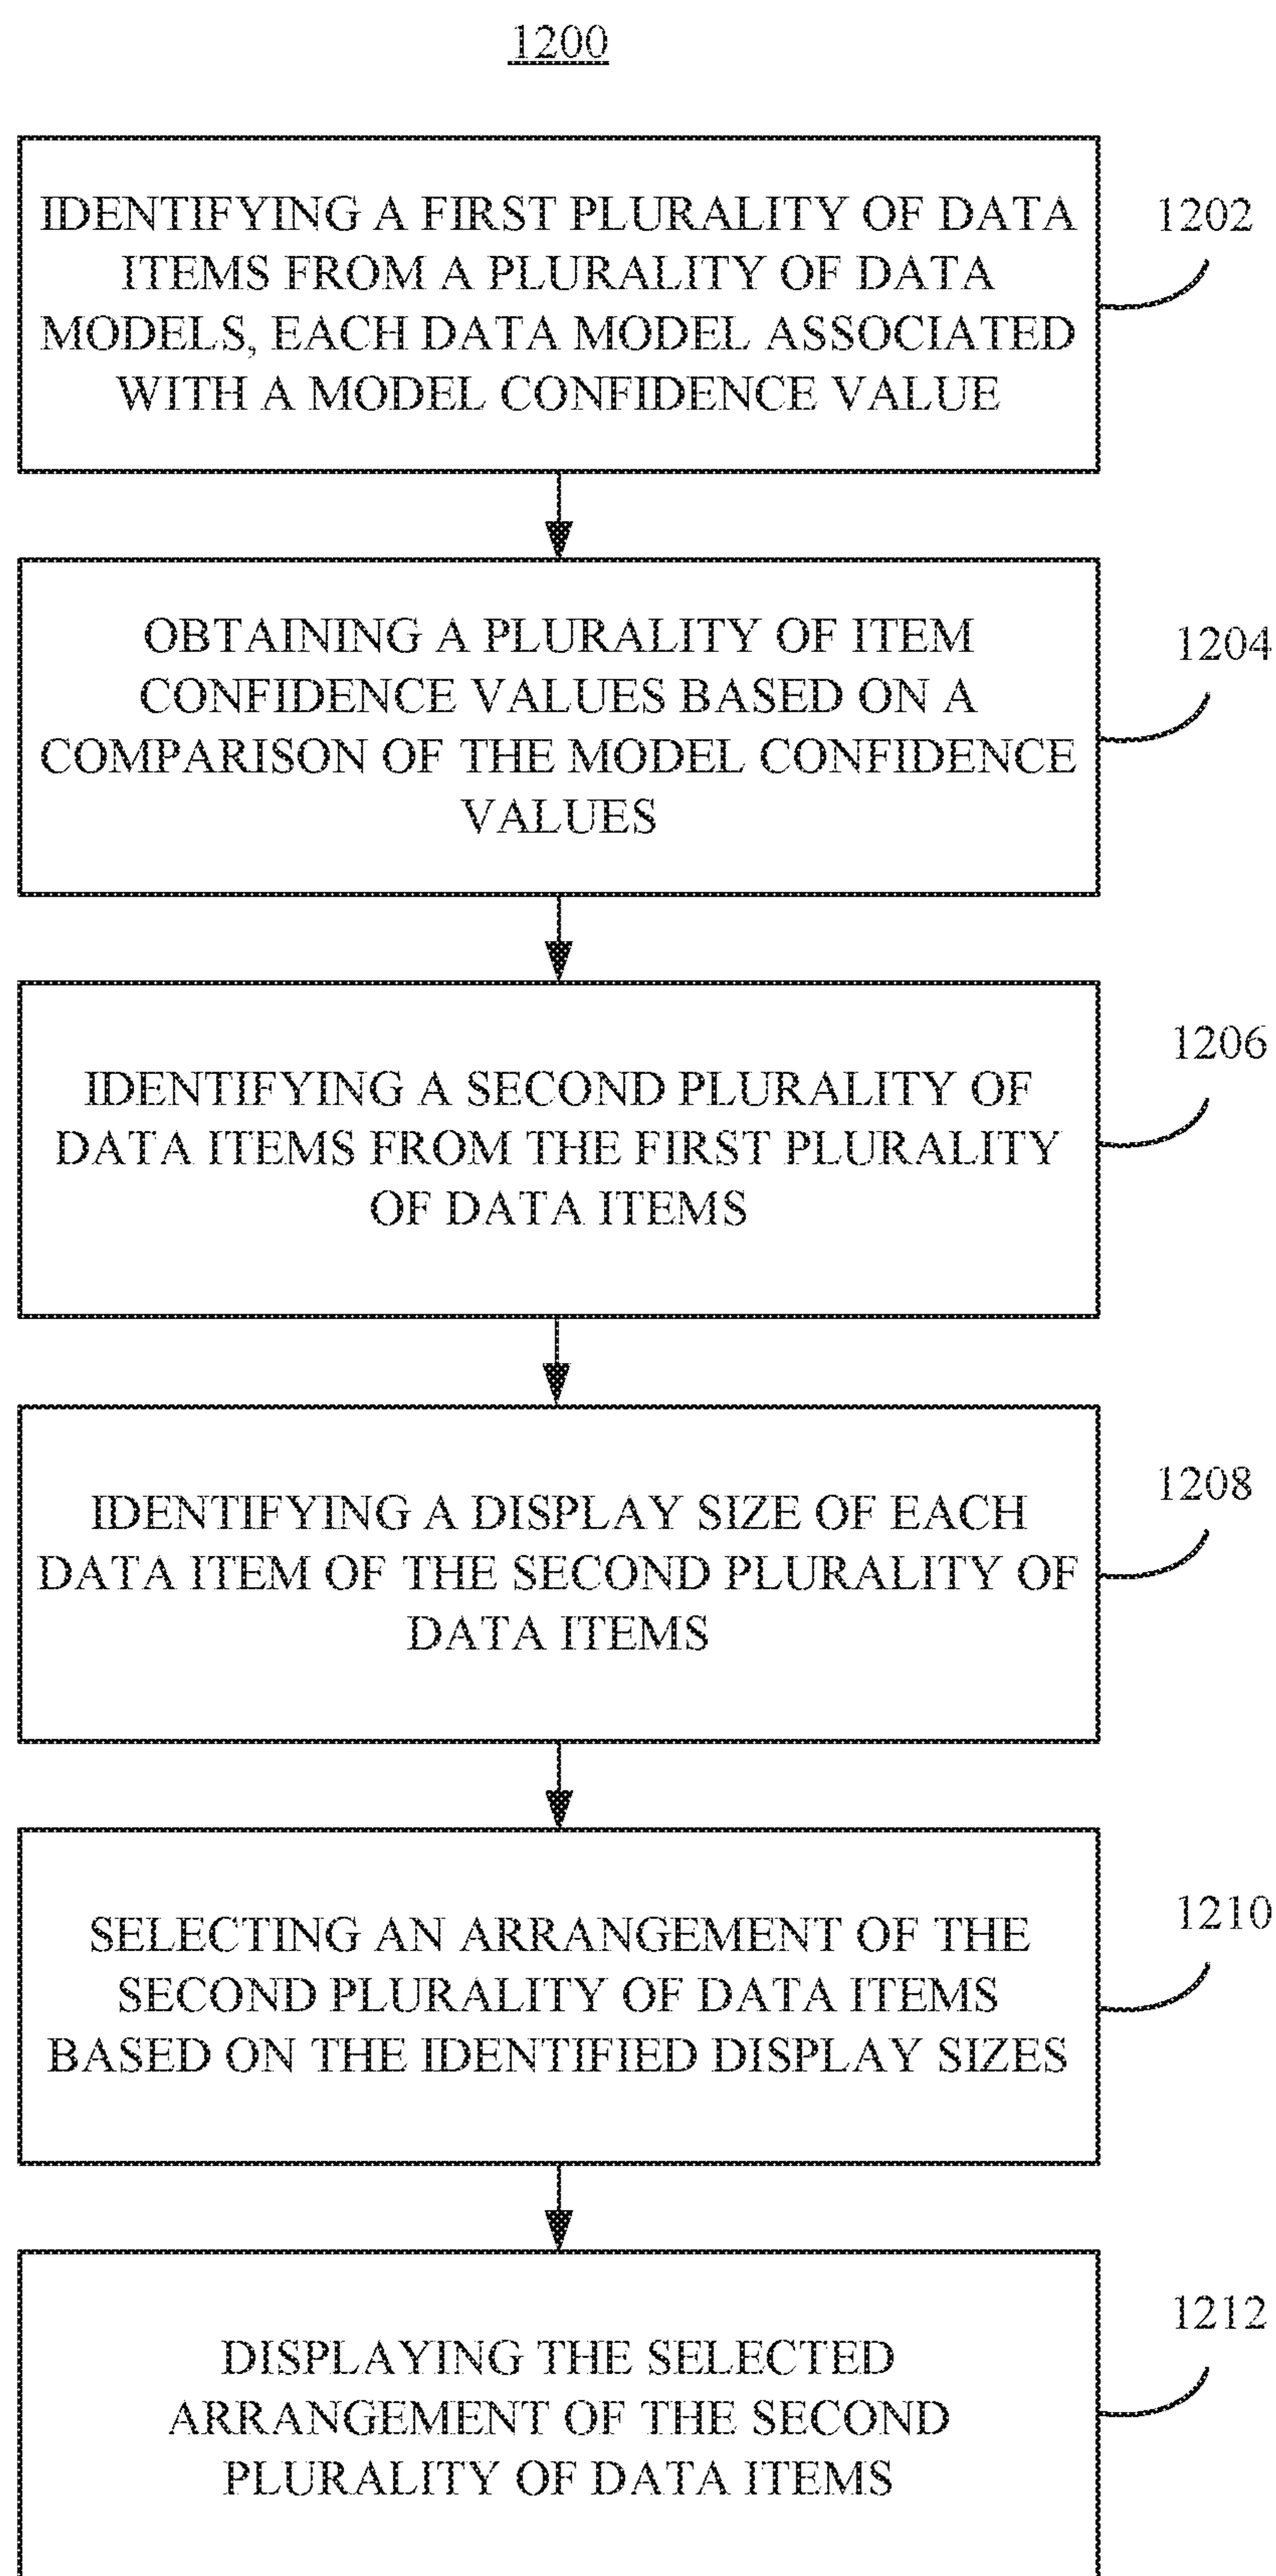 1200
IDENTIFYING A FIRST PLURALITY OF DATA
ITEMS FROM A PLURALITY OF DATA
MODELS, EACH DATA MODEL ASSOCIATED
WITH A MODEL CONFIDENCE VALUE
1202
OBTAINING A PLURALITY OF ITEM
CONFIDENCE VALUES BASED ON A
COMPARISON OF THE MODEL CONFIDENCE
VALUES
1204
IDENTIFYING A SECOND PLURALITY OF
DATA ITEMS FROM THE FIRST PLURALITY
OF DATA ITEMS
1206
IDENTIFYING A DISPLAY SIZE OF EACH
DATA ITEM OF THE SECOND PLURALITY OF
DATA ITEMS
1208
SELECTING AN ARRANGEMENT OF THE
SECOND PLURALITY OF DATA ITEMS
BASED ON THE IDENTIFIED DISPLAY SIZES
1210
DISPLAYING THE SELECTED
ARRANGEMENT OF THE SECOND
PLURALITY OF DATA ITEMS
1212